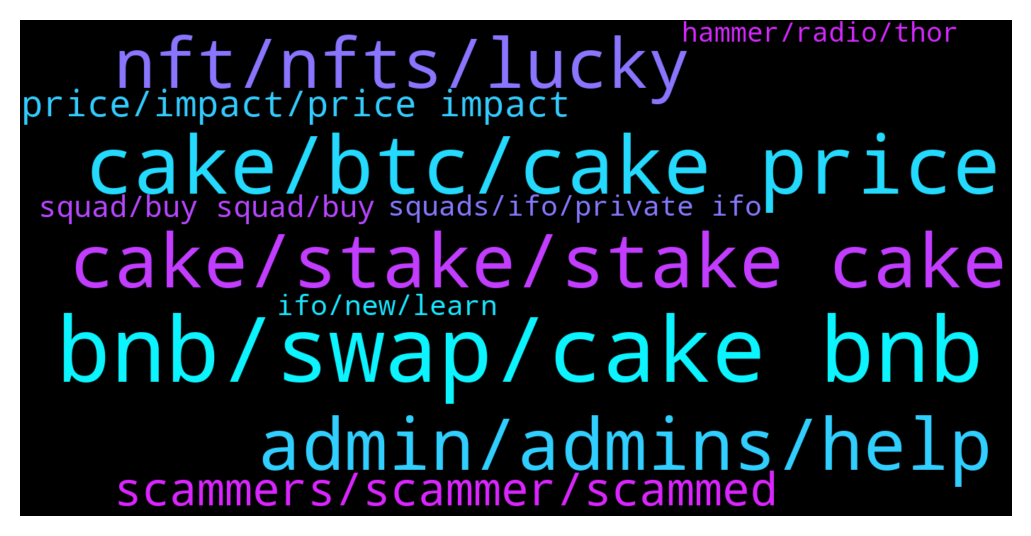 hammer/radio/thor
nft/nfts/lucky
price/impact/price impact
cake/btc/cake price
squad/buy squad/buy
squads/ifo/private ifo
cake/stake/stake cake
ifo/new/learn
bnb/swap/cake bnb
admin/admins/help
scammers/scammer/scammed